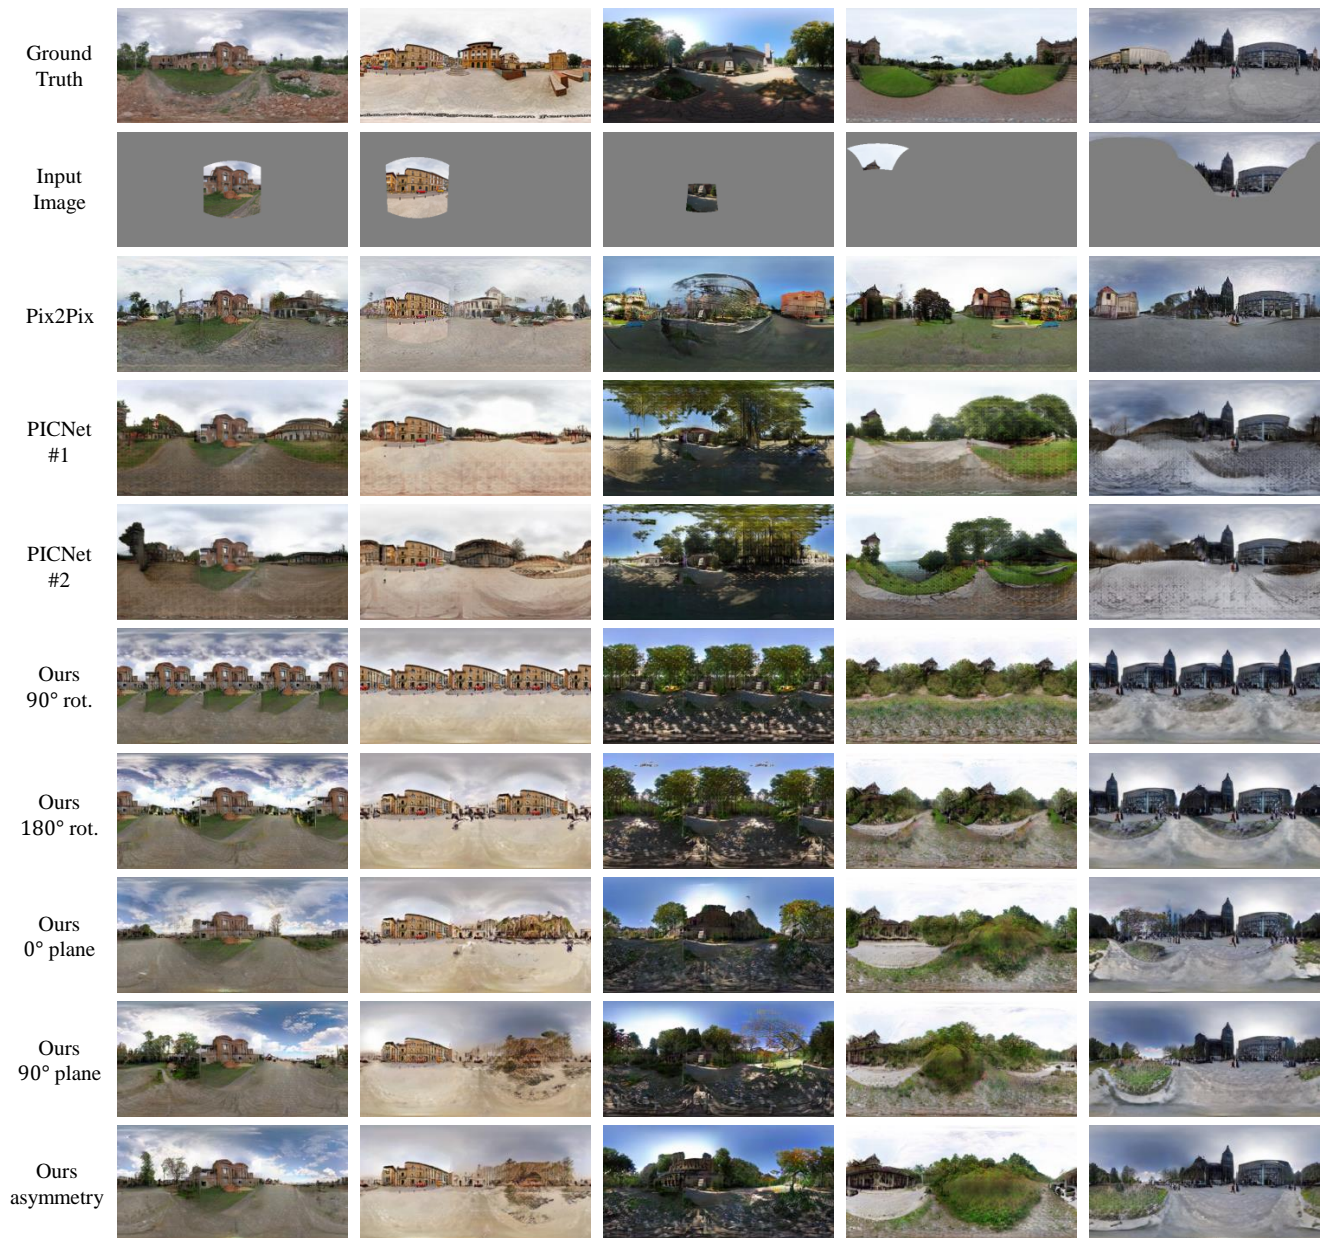 Ground
Truth
Input
Image
Pix2Pix
PICNet
#1
PICNet
#2
Ours
90° rot.
Ours
180° rot.
Ours
0° plane
Ours
90° plane
Ours
asymmetry